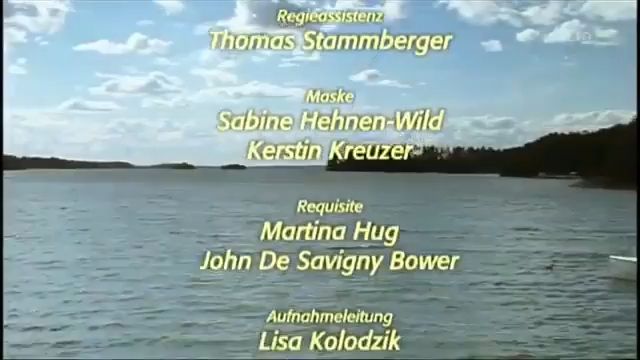 Regieassistenz
Thomas Stammberger
Maske
Sabine Hehnen-Wild
Kerstin Kreuzer
Requisite
Martina Hug
John De Savigny Bower
Aufnahmeleitung
Lisa Kolodzik